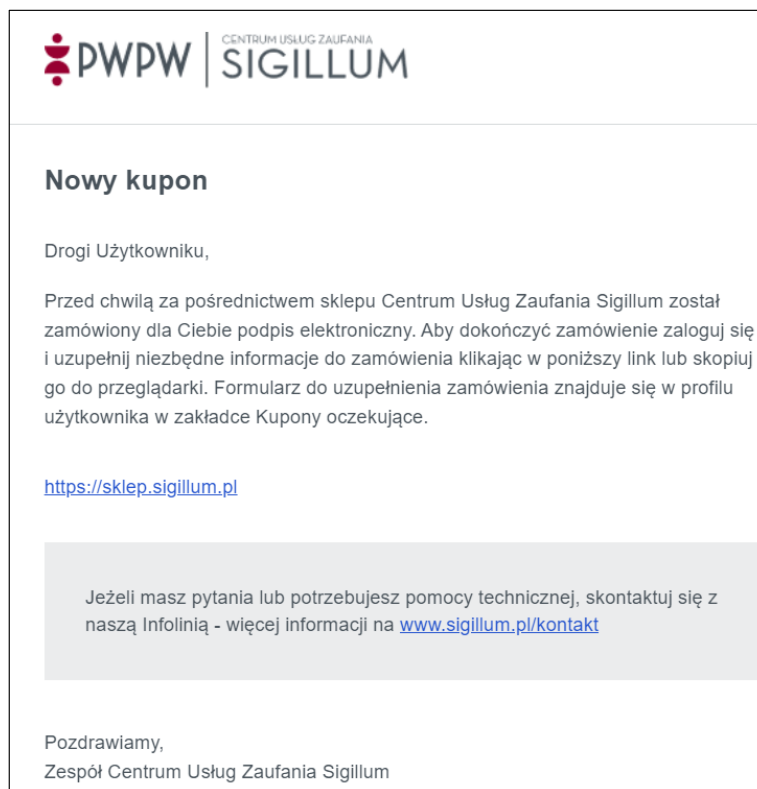 PWPW
CENTRUM USŁUG ZAUFANIA
SIGILLUM
Nowy kupon
Drogi Użytkowniku,
Przed chwilą za pośrednictwem sklepu Centrum Usług Zaufania Sigillum został
zamówiony dla Ciebie podpis elektroniczny. Aby dokończyć zamówienie zaloguj się
i uzupełnij niezbędne informacje do zamówienia klikając w poniższy link lub skopiuj
go do przeglądarki. Formularz do uzupełnienia zamówienia znajduje się w profilu
użytkownika w zakładce Kupony oczekujące.
https://sklep.sigillum.pl
Jeżeli masz pytania lub potrzebujesz pomocy technicznej, skontaktuj się z
naszą Infolinią - więcej informacji na www.sigillum.pl/kontakt
Pozdrawiamy,
Zespół Centrum Usług Zaufania Sigillum